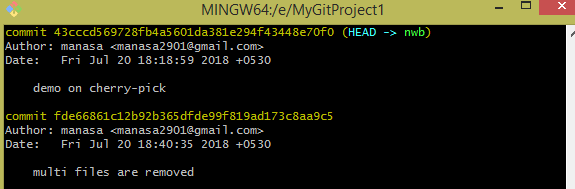 MINGW64:/e/MyGitProject1
commit 43cccd569728fb4a5601da381e294f43448e70f0 (HEAD -> nwb)
Author: manasa <manasa2901@gmail.com>
Date:   Fri Jul 20 18:18:59 2018 +0530
demo on cherry-pick
commit fde66861c12b92b365dfde99f819ad173c8aa9c5
Author: manasa <manasa2901@gmail.com>
Date:   Fri Jul 20 18:40:35 2018 +0530
multi files are removed